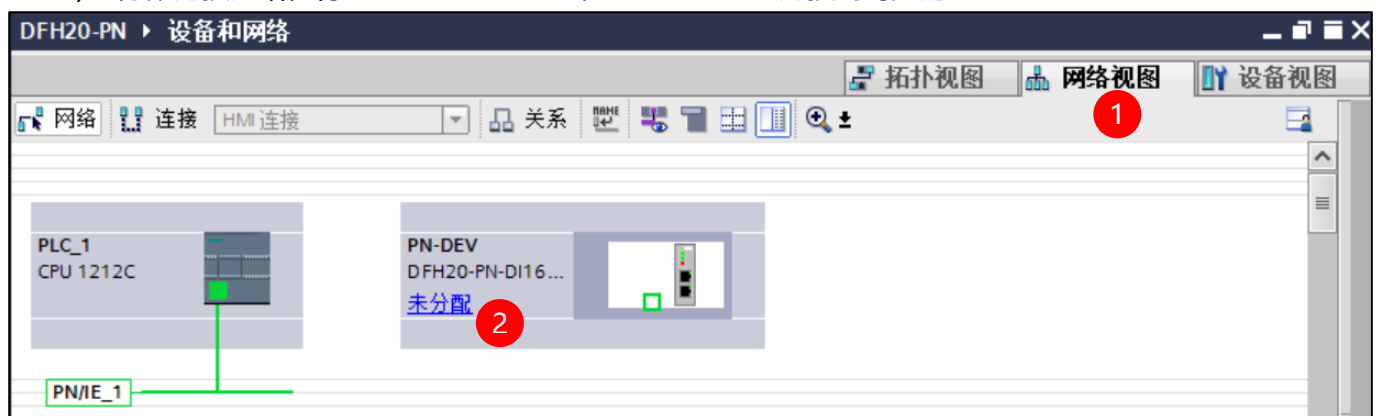 DFH20-PN ▸ 设备和网络
拓扑视图 网络视图 设备视图
1
网络 连接 HMI 连接 关系 NAME
PLC_1
CPU 1212C
PN-DEV
DFH20-PN-DI16...
未分配
2
PN/IE_1